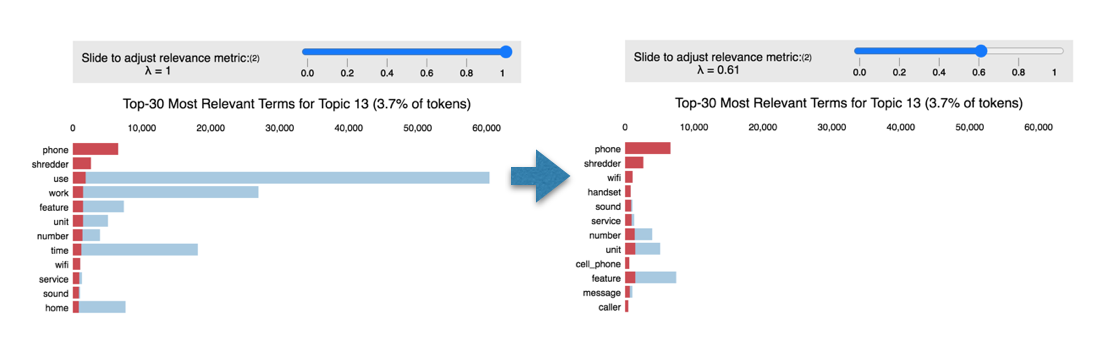 Slide to adjust relevance metric:(2)
λ = 1
0.0 0.2 0.4 0.6 0.8 1
Top-30 Most Relevant Terms for Topic 13 (3.7% of tokens)
0 10,000 20,000 30,000 40,000 50,000 60,000
phone
shredder
use
work
feature
unit
number
time
wifi
service
sound
home
Slide to adjust relevance metric:(2)
λ = 0.61
0.0 0.2 0.4 0.6 0.8 1
Top-30 Most Relevant Terms for Topic 13 (3.7% of tokens)
0 10,000 20,000 30,000 40,000 50,000 60,000
phone
shredder
wifi
handset
sound
service
number
unit
cell_phone
feature
message
caller